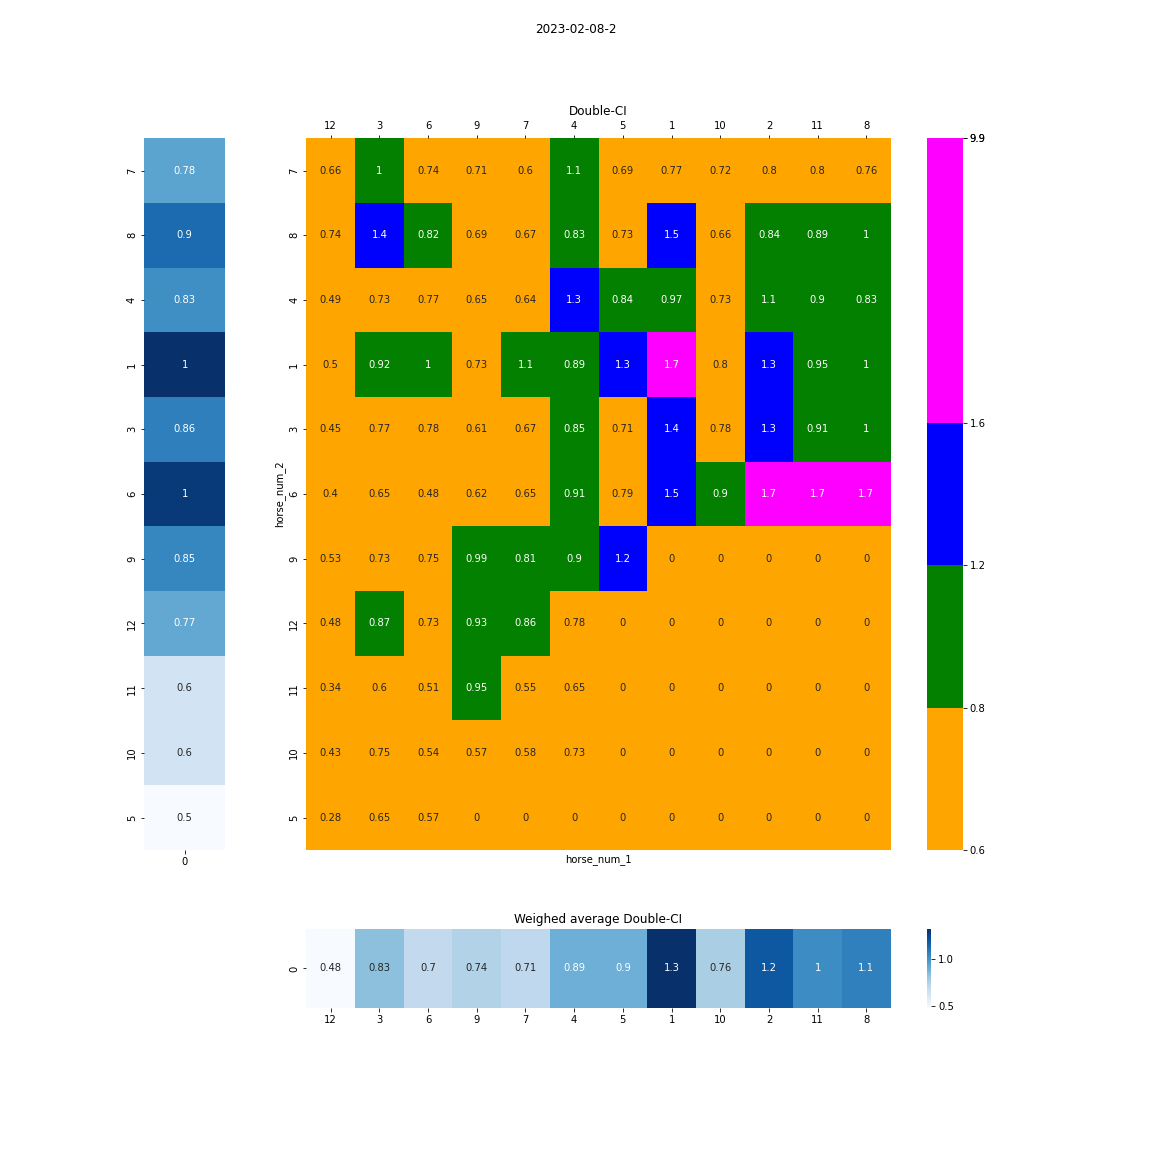 2023-02-08-2
Double-CI
12 3 6 9 7 4 5 1 10 2 11 8
7 0.78 7 0.66 1 0.74 0.71 0.6 1.1 0.69 0.77 0.72 0.8 0.8 0.76 9.9
8 0.9 8 0.74 1.4 0.82 0.69 0.67 0.83 0.73 1.5 0.66 0.84 0.89 1
4 0.83 4 0.49 0.73 0.77 0.65 0.64 1.3 0.84 0.97 0.73 1.1 0.9 0.83
1 1 1 0.5 0.92 1 0.73 1.1 0.89 1.3 1.7 0.8 1.3 0.95 1
3 0.86 3 0.45 0.77 0.78 0.61 0.67 0.85 0.71 1.4 0.78 1.3 0.91 1 1.6
horse_num_2
6 1 6 0.4 0.65 0.48 0.62 0.65 0.91 0.79 1.5 0.9 1.7 1.7 1.7
9 0.85 9 0.53 0.73 0.75 0.99 0.81 0.9 1.2 0 0 0 0 0 1.2
12 0.77 12 0.48 0.87 0.73 0.93 0.86 0.78 0 0 0 0 0 0
11 0.6 11 0.34 0.6 0.51 0.95 0.55 0.65 0 0 0 0 0 0 0.8
10 0.6 10 0.43 0.75 0.54 0.57 0.58 0.73 0 0 0 0 0 0
5 0.5 5 0.28 0.65 0.57 0 0 0 0 0 0 0 0 0 0.6
0 horse_num_1
Weighed average Double-CI
0 0.48 0.83 0.7 0.74 0.71 0.89 0.9 1.3 0.76 1.2 1 1.1 1.0
0.5
12 3 6 9 7 4 5 1 10 2 11 8